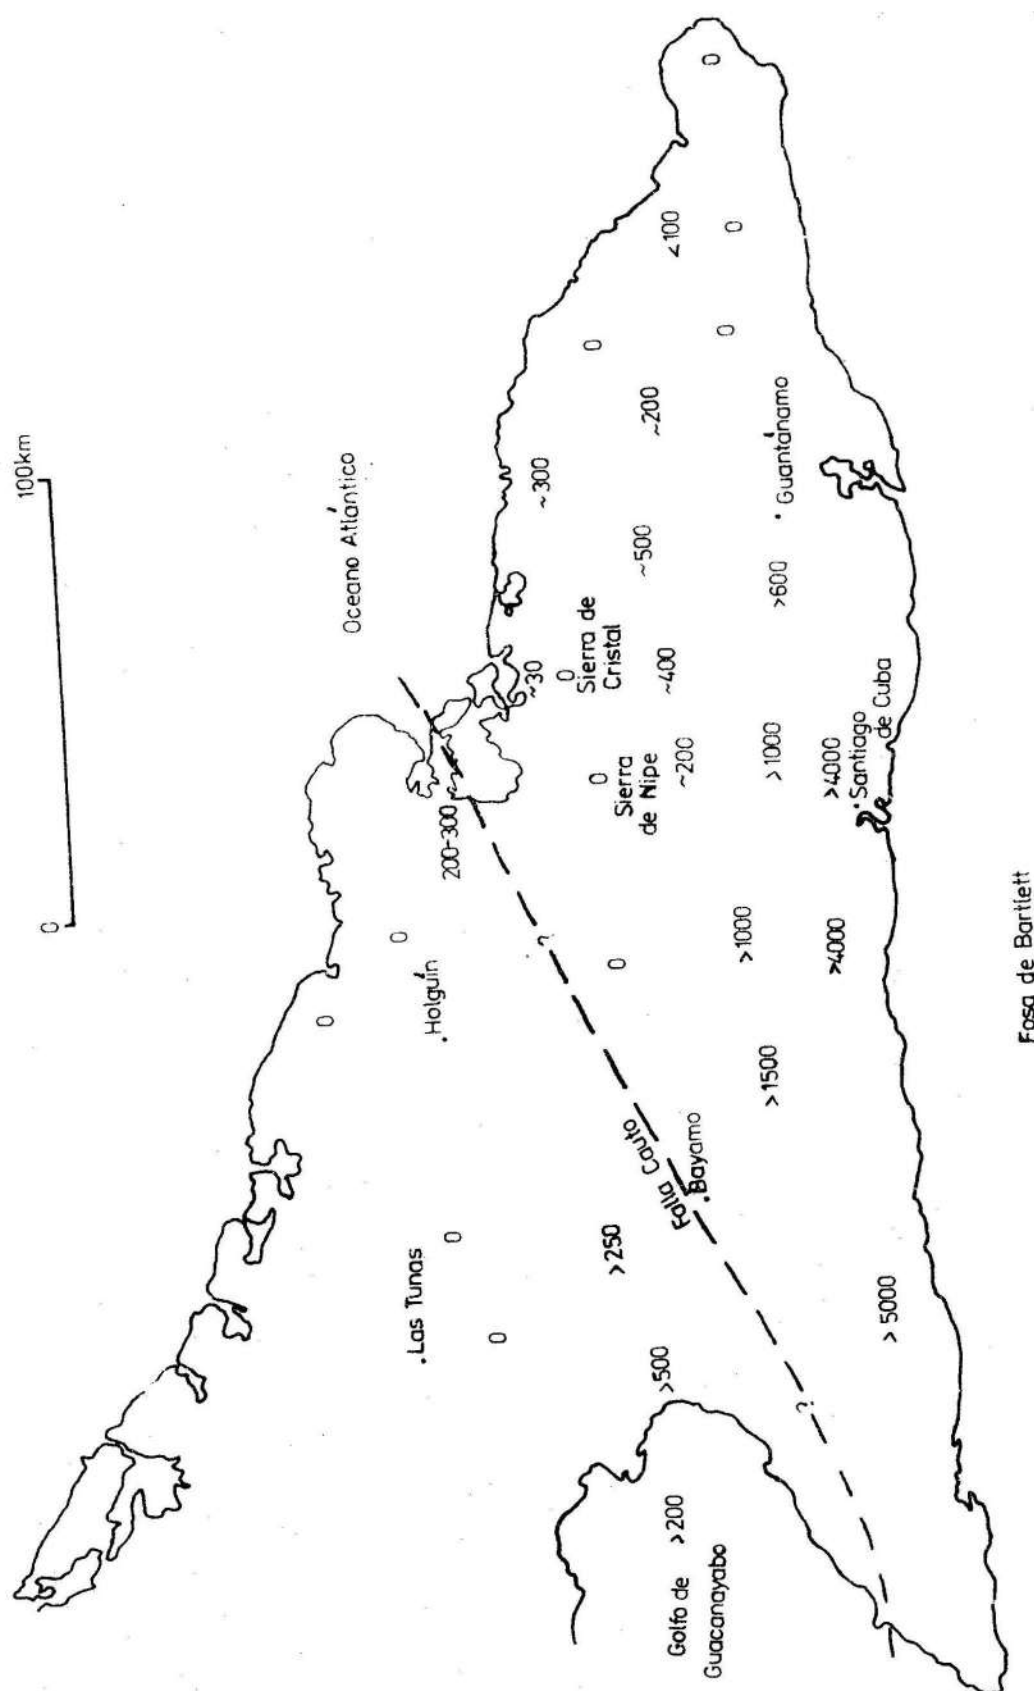 0 100km
Oceano Atlántico
0
0
.Holguín
.Las Tunas
0
200-300
0
~30
~300
?
0
Sierra de
Cristal
0
0
Sierra
de Nipe
>250
0
~500
~200
Falla Cauto
>500
~400
<100
Golfo de
Guacanayabo
>200
~200
.Bayamo
0
0
0
>1000
>1500
>1000
>600
.Guantánamo
?
>4000
>4000
.Santiago
de Cuba
>5000
Fosa de Bartlett